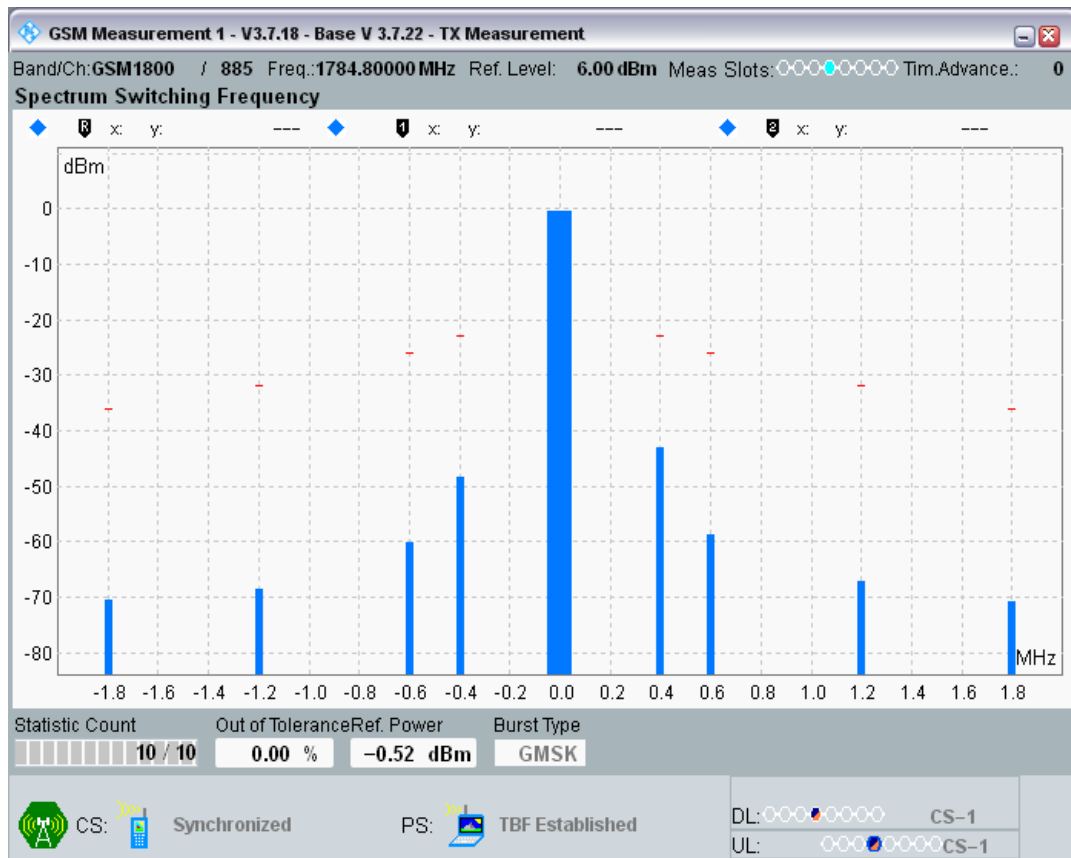 GSM Measurement 1 - V3.7.18 - Base V 3.7.22 - TX Measurement
Band/Ch.:GSM1800 / 885 Freq.:1784.80000 MHz Ref. Level: 6.00 dBm Meas Slots: Tim.Advance.: 0
Spectrum Switching Frequency
R x: y: --- 1 x: y: --- 2 x: y: ---
dBm
0
-10
-20
-30
-40
-50
-60
-70
-80
MHz
-1.8 -1.6 -1.4 -1.2 -1.0 -0.8 -0.6 -0.4 -0.2 0.0 0.2 0.4 0.6 0.8 1.0 1.2 1.4 1.6 1.8
Statistic Count Out of Tolerance Ref. Power Burst Type
10 / 10 0.00 % −0.52 dBm GMSK
CS: Synchronized PS: TBF Established DL: CS−1
UL: CS−1